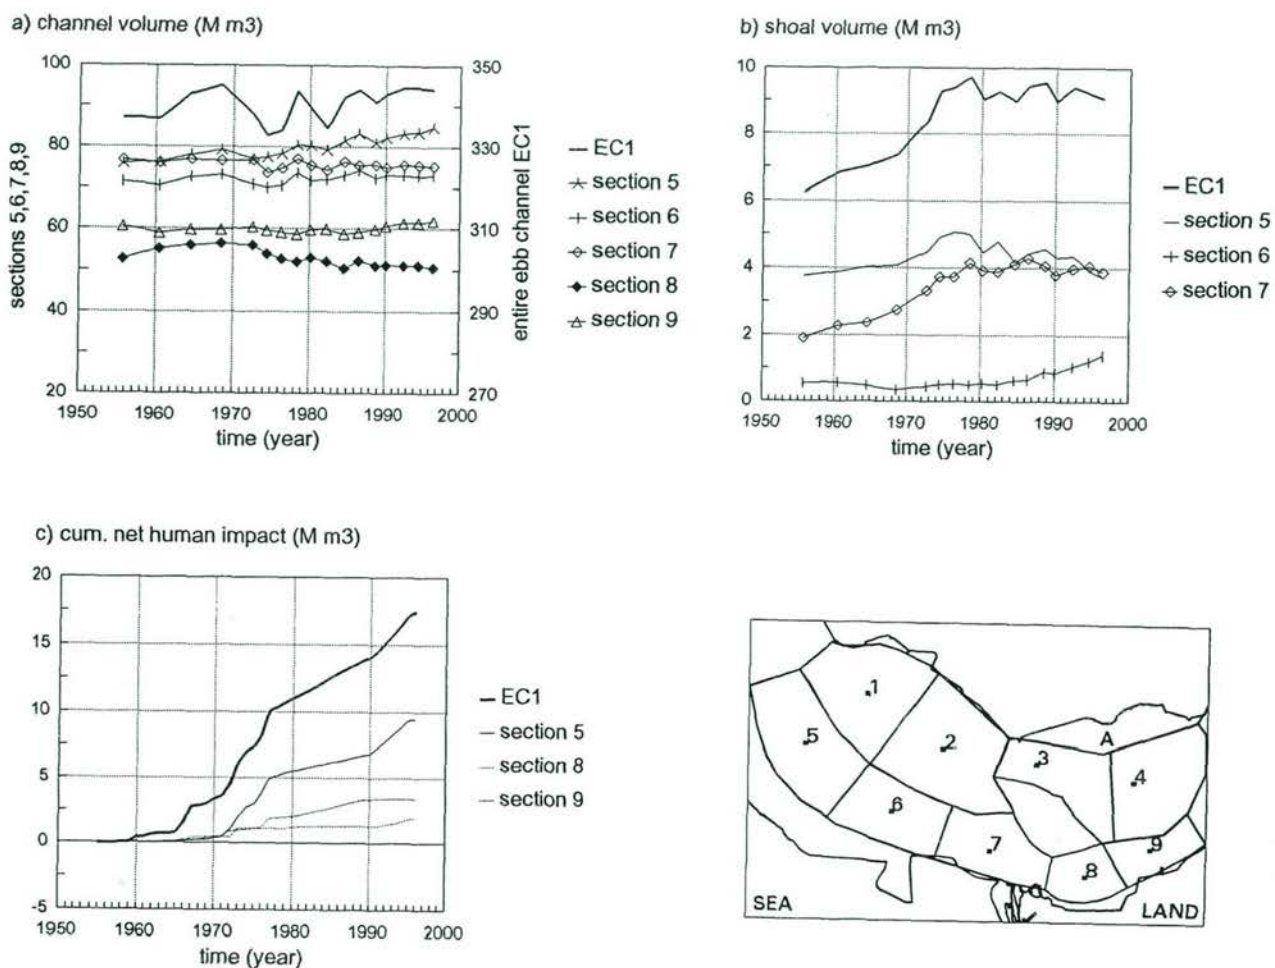 a) channel volume (M m3)
100
80
60
40
20
350
330
310
290
270
sections 5,6,7,8,9
entire ebb channel EC1
1950 1960 1970 1980 1990 2000
time (year)
EC1
section 5
section 6
section 7
section 8
section 9
b) shoal volume (M m3)
10
8
6
4
2
0
1950 1960 1970 1980 1990 2000
time (year)
EC1
section 5
section 6
section 7
c) cum. net human impact (M m3)
20
15
10
5
0
-5
1950 1960 1970 1980 1990 2000
time (year)
EC1
section 5
section 8
section 9
1
5
2
A
3
4
6
7
9
8
SEA
LAND